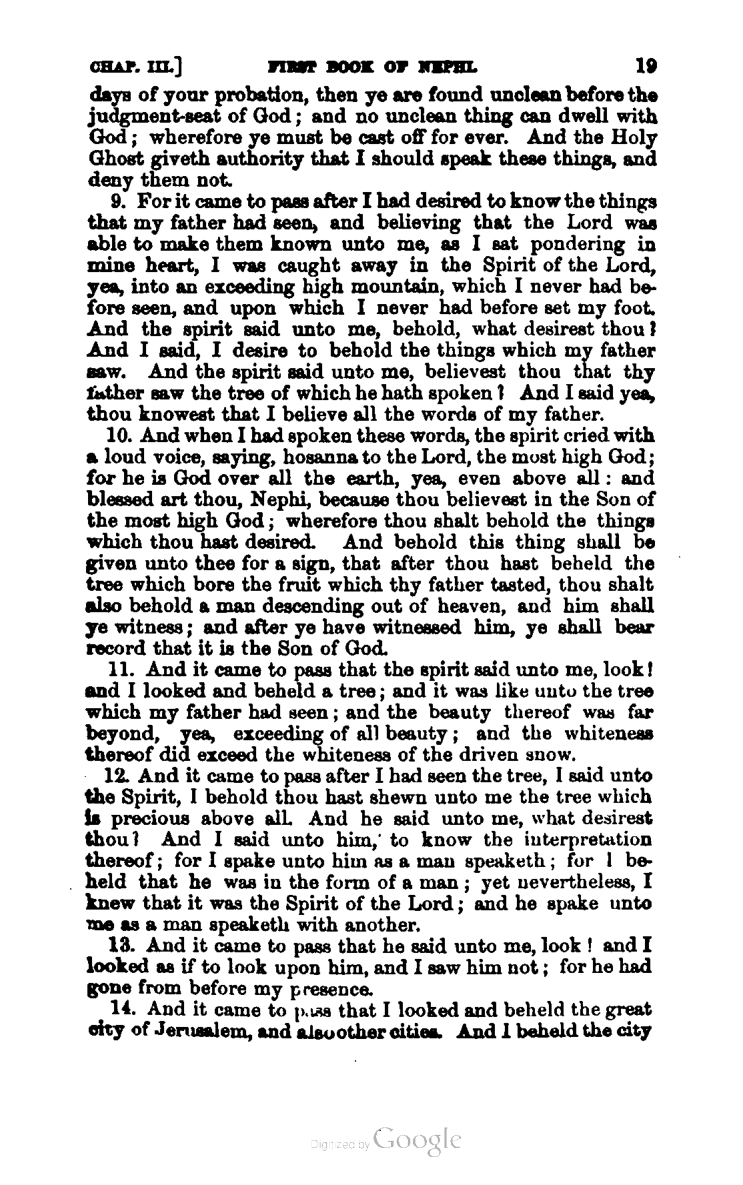 CHAP. III.] FIRST BOOK OF NEPHI. 19
days of your probation, then ye are found unclean before the
judgment-seat of God; and no unclean thing can dwell with
God; wherefore ye must be cast off for ever. And the Holy
Ghost giveth authority that I should speak these things, and
deny them not.
9. For it came to pass after I had desired to know the things
that my father had seen, and believing that the Lord was
able to make them known unto me, as I sat pondering in
mine heart, I was caught away in the Spirit of the Lord,
yea, into an exceeding high mountain, which I never had be-
fore seen, and upon which I never had before set my foot.
And the spirit said unto me, behold, what desirest thou?
And I said, I desire to behold the things which my father
saw. And the spirit said unto me, believest thou that thy
father saw the tree of which he hath spoken? And I said yea,
thou knowest that I believe all the words of my father.
10. And when I had spoken these words, the spirit cried with
a loud voice, saying, hosanna to the Lord, the most high God;
for he is God over all the earth, yea, even above all: and
blessed art thou, Nephi, because thou believest in the Son of
the most high God; wherefore thou shalt behold the things
which thou hast desired. And behold this thing shall be
given unto thee for a sign, that after thou hast beheld the
tree which bore the fruit which thy father tasted, thou shalt
also behold a man descending out of heaven, and him shall
ye witness; and after ye have witnessed him, ye shall bear
record that it is the Son of God.
11. And it came to pass that the spirit said unto me, look!
and I looked and beheld a tree; and it was like unto the tree
which my father had seen; and the beauty thereof was far
beyond, yea, exceeding of all beauty; and the whiteness
thereof did exceed the whiteness of the driven snow.
12. And it came to pass after I had seen the tree, I said unto
the Spirit, I behold thou hast shewn unto me the tree which
is precious above all. And he said unto me, what desirest
thou? And I said unto him, to know the interpretation
thereof; for I spake unto him as a man speaketh; for I be-
held that he was in the form of a man; yet nevertheless, I
knew that it was the Spirit of the Lord; and he spake unto
me as a man speaketh with another.
13. And it came to pass that he said unto me, look! and I
looked as if to look upon him, and I saw him not; for he had
gone from before my presence.
14. And it came to pass that I looked and beheld the great
city of Jerusalem, and also other cities. And I beheld the city
Digitized by Google